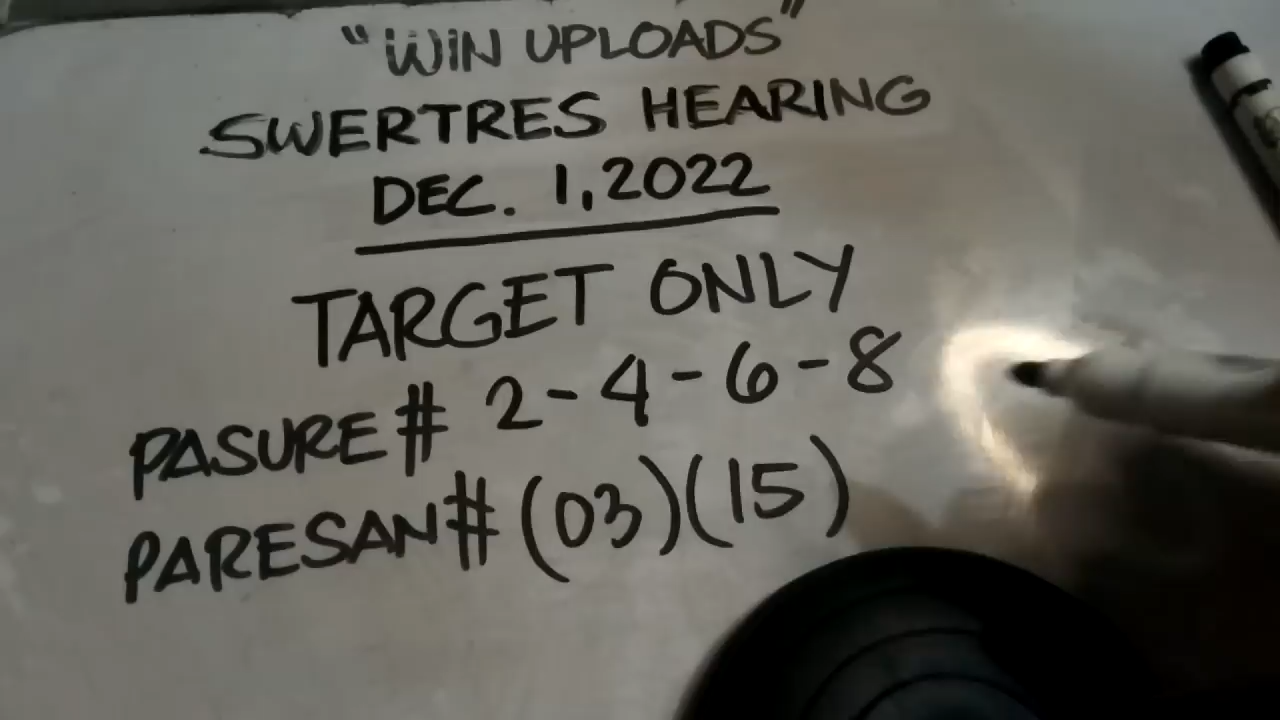 "WIN UPLOADS"
SWERTRES HEARING
DEC. 1, 2022
TARGET ONLY
PASURE# 2-4-6-8
PARESAN# (03)(15)